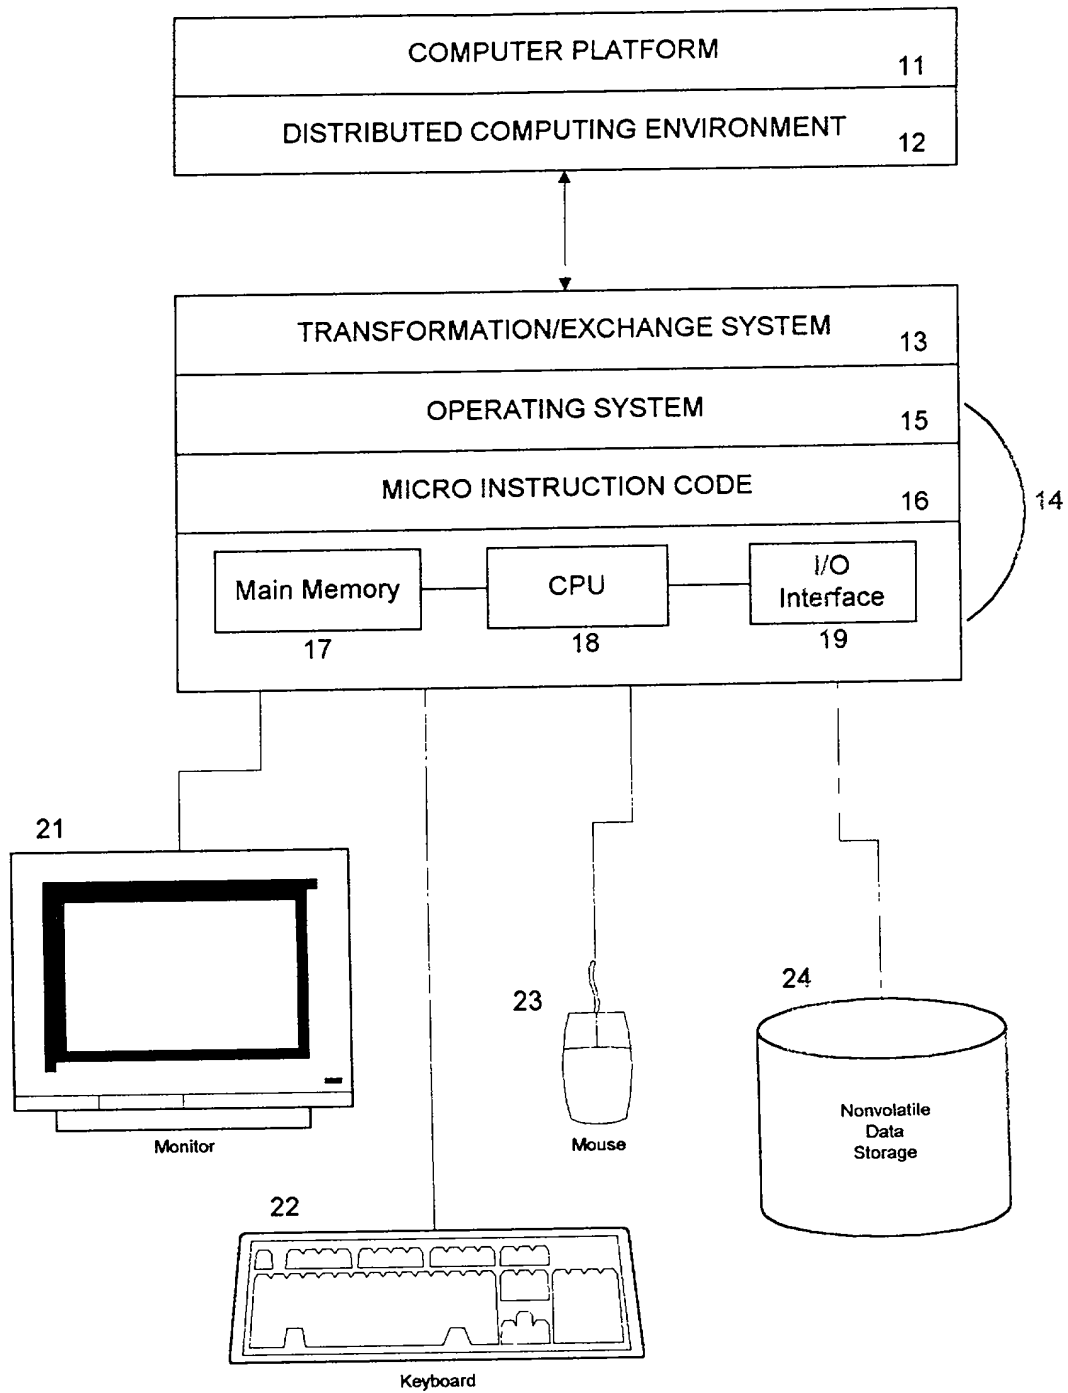 COMPUTER PLATFORM
11
DISTRIBUTED COMPUTING ENVIRONMENT
12
TRANSFORMATION/EXCHANGE SYSTEM
13
OPERATING SYSTEM
15
MICRO INSTRUCTION CODE
16
14
Main Memory
17
CPU
18
I/O
Interface
19
21
Monitor
23
Mouse
24
Nonvolatile
Data
Storage
22
Keyboard